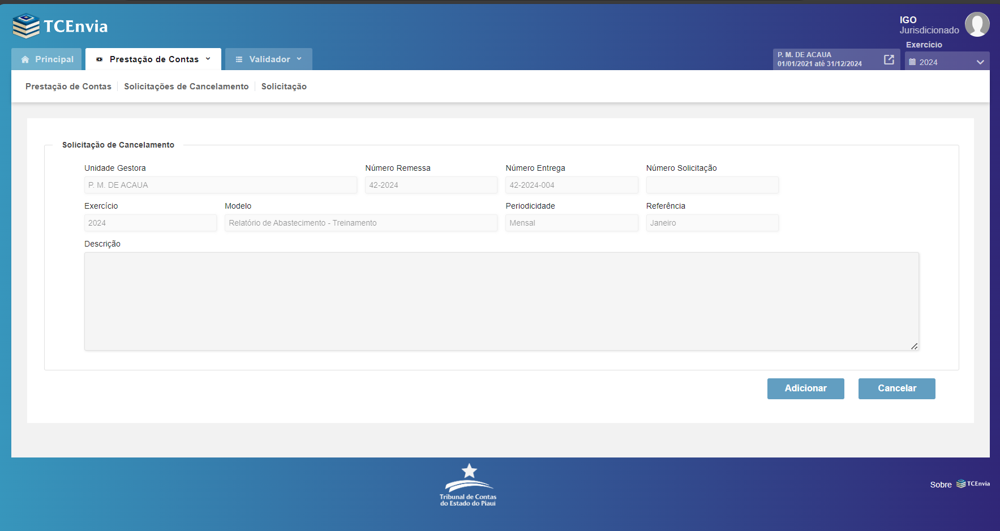 TCEnvia
IGO
Jurisdicionado
Exercício
Principal
Prestação de Contas
Validador
P. M. DE ACAUA
01/01/2021 até 31/12/2024
2024
Prestação de Contas
Solicitações de Cancelamento
Solicitação
Solicitação de Cancelamento
Unidade Gestora
Número Remessa
Número Entrega
Número Solicitação
P. M. DE ACAUA
42-2024
42-2024-004
Exercício
Modelo
Periodicidade
Referência
2024
Relatório de Abastecimento - Treinamento
Mensal
Janeiro
Descrição
Adicionar
Cancelar
Tribunal de Contas
do Estado do Piauí
Sobre
TCEnvia